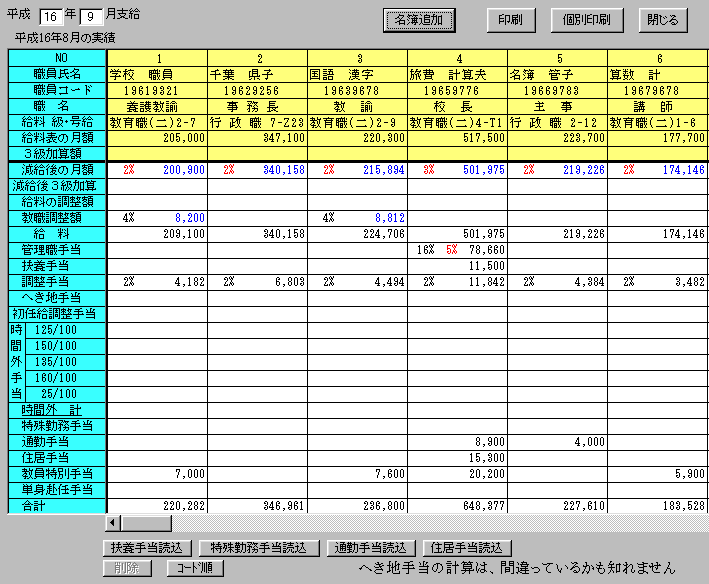 平成 16 年 9 月支給 名簿追加 印刷 個別印刷 閉じる
平成16年8月の実績
NO 1 2 3 4 5 6
職員氏名 学校 職員 千葉 県子 国語 漢字 旅費 計算夫 名簿 管子 算数 計
職員コード 19619321 19629256 19639678 19659776 19669783 19679678
職 名 養護教諭 事 務 長 教 諭 校 長 主 事 講 師
給料 級・号給 教育職(二)2-7 行 政 職 7-Z23 教育職(二)2-9 教育職(二)4-T1 行 政 職 2-12 教育職(二)1-6
給料表の月額 205,000 347,100 220,300 517,500 223,700 177,700
3級加算額
減給後の月額 2% 200,900 2% 340,158 2% 215,894 3% 501,975 2% 219,226 2% 174,146
減給後3級加算
給料の調整額
教職調整額 4% 8,200 4% 8,812
給 料 209,100 340,158 224,706 501,975 219,226 174,146
管理職手当 16% 5% 78,660
扶養手当 11,500
調整手当 2% 4,182 2% 6,803 2% 4,494 2% 11,842 2% 4,384 2% 3,482
へき地手当
初任給調整手当
時間外手当
125/100
150/100
135/100
160/100
25/100
時間外 計
特殊勤務手当
通勤手当 8,900 4,000
住居手当 15,300
教員特別手当 7,000 7,600 20,200 5,900
単身赴任手当
合計 220,282 346,961 236,800 648,377 227,610 183,528
扶養手当読込 特殊勤務手当読込 通勤手当読込 住居手当読込
削除 コード順 へき地手当の計算は、間違っているかも知れません